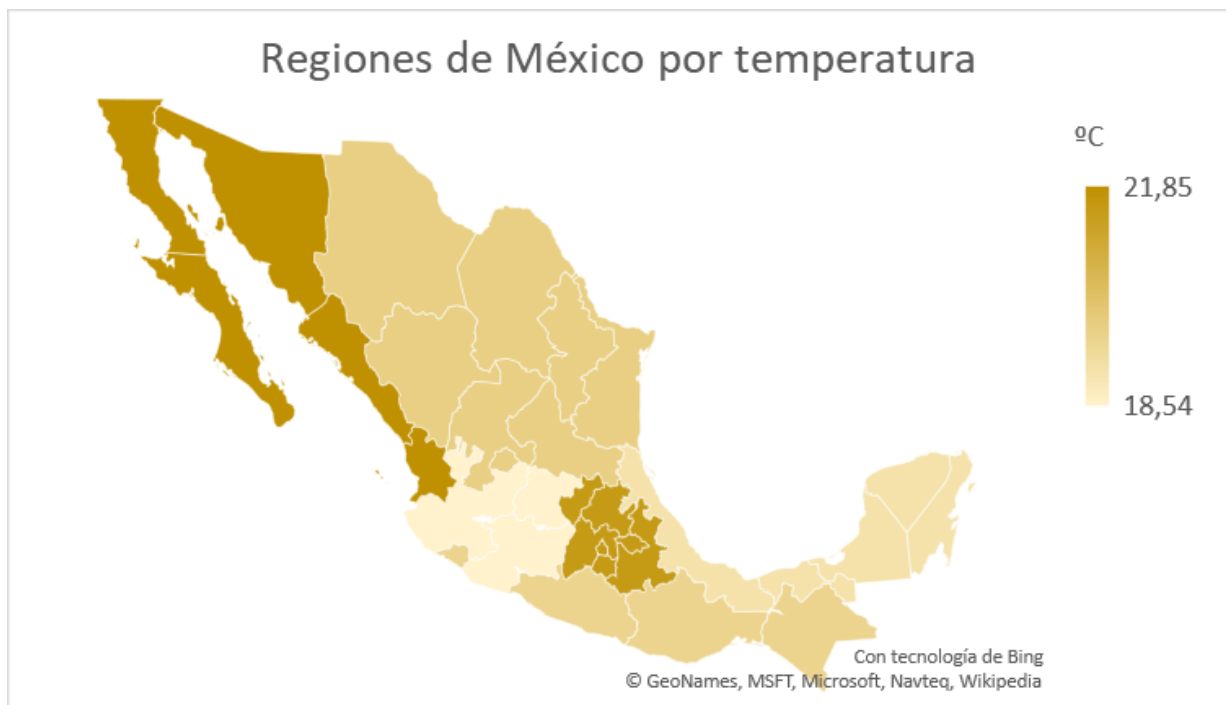 Regiones de México por temperatura
ºC
21,85
18,54
Con tecnología de Bing
© GeoNames, MSFT, Microsoft, Navteq, Wikipedia